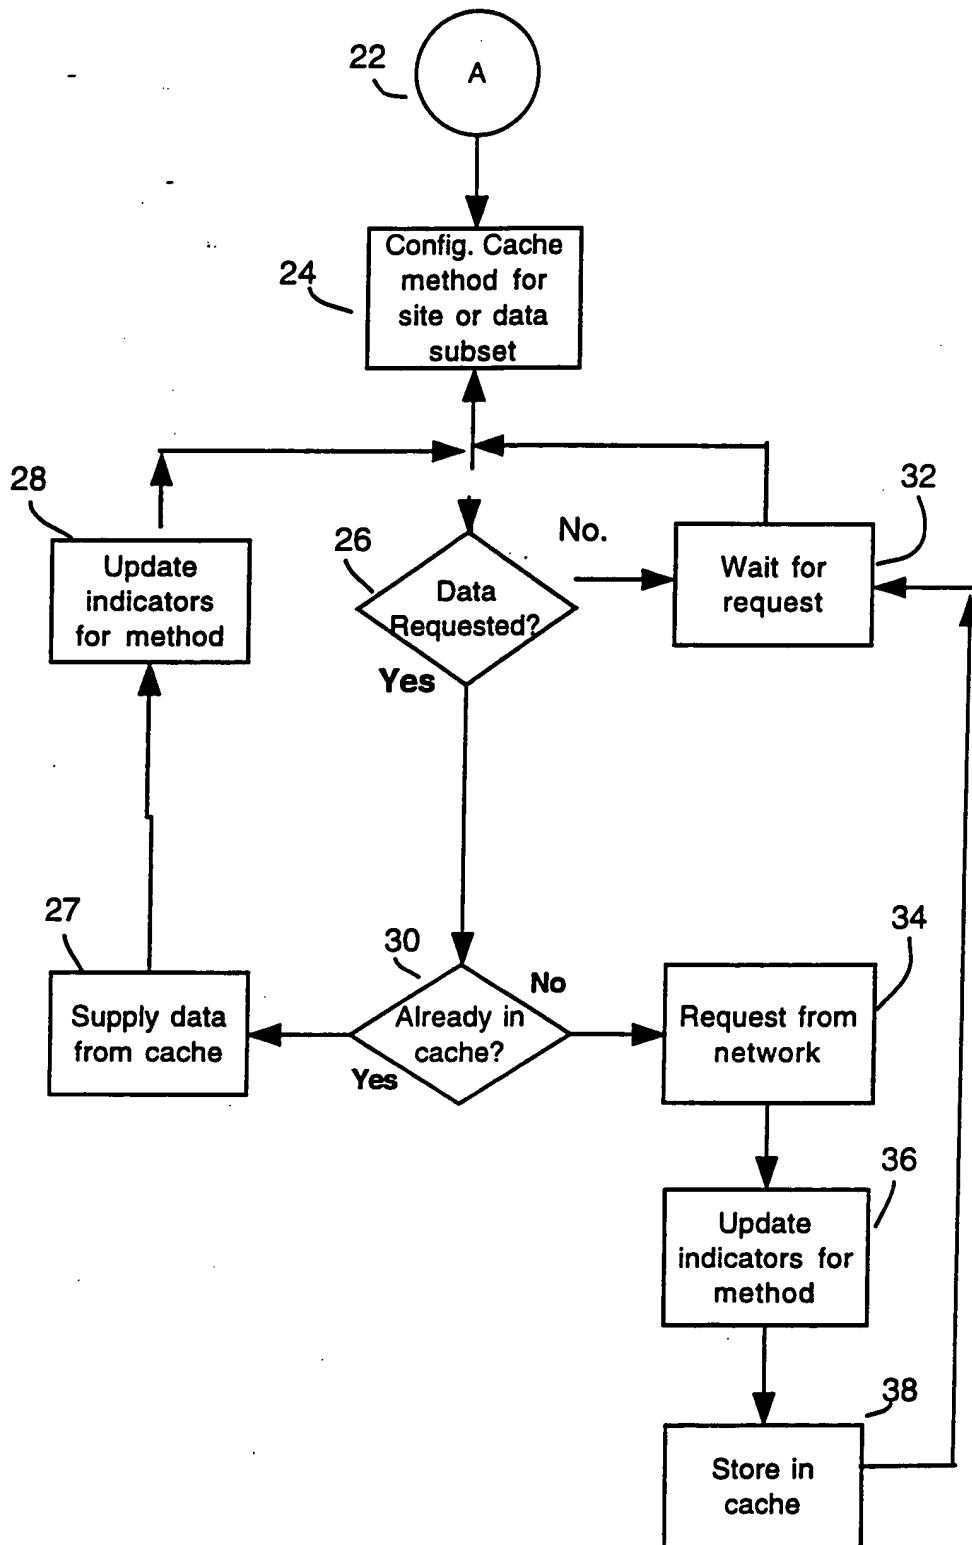 22
A
24
Config. Cache
method for
site or data
subset
28
Update
indicators
for method
26
Data
Requested?
No.
Yes
32
Wait for
request
27
Supply data
from cache
30
Already in
cache?
No
Yes
34
Request from
network
36
Update
indicators for
method
38
Store in
cache